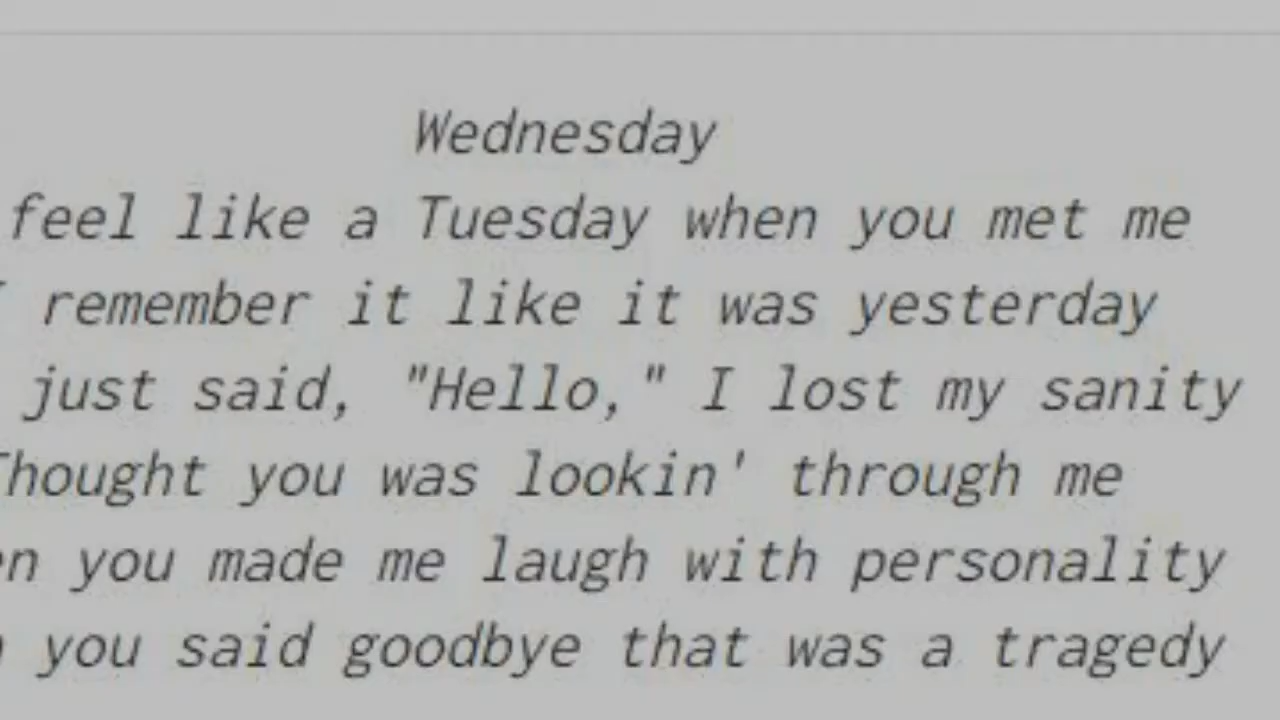 Wednesday
feel like a Tuesday when you met me
remember it like it was yesterday
just said, "Hello," I lost my sanity
Thought you was lookin' through me
you made me laugh with personality
you said goodbye that was a tragedy